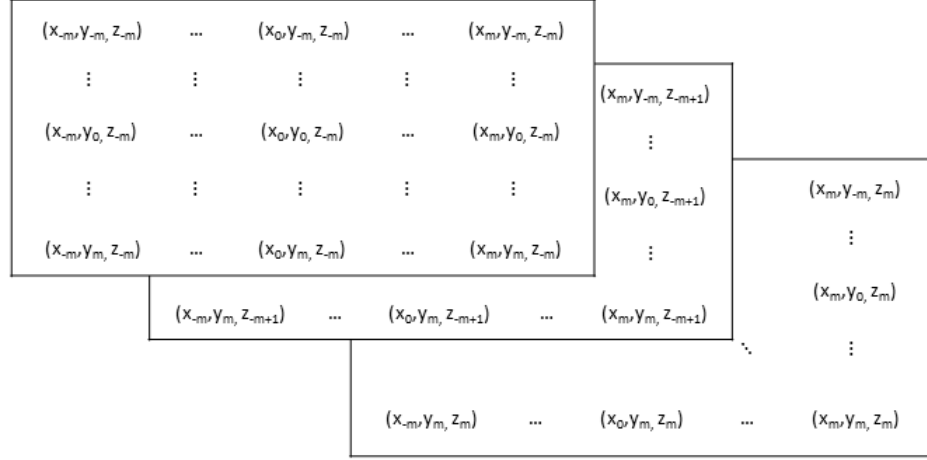 (x₋ₘ,y₋ₘ, z₋ₘ) ... (x₀,y₋ₘ, z₋ₘ) ... (xₘ,y₋ₘ, z₋ₘ)
⋮ ⋮ ⋮ ⋮ ⋮
(xₘ,y₋ₘ, z₋ₘ₊₁)
(x₋ₘ,y₀, z₋ₘ) ... (x₀,y₀, z₋ₘ) ... (xₘ,y₀, z₋ₘ)
⋮
⋮ ⋮ ⋮ ⋮ ⋮
(xₘ,y₀, z₋ₘ₊₁)
(xₘ,y₋ₘ, zₘ)
(x₋ₘ,yₘ, z₋ₘ) ... (x₀,yₘ, z₋ₘ) ... (xₘ,yₘ, z₋ₘ)
⋮ ⋮
(xₘ,y₀, zₘ)
(x₋ₘ,yₘ, z₋ₘ₊₁) ... (x₀,yₘ, z₋ₘ₊₁) ... (xₘ,yₘ, z₋ₘ₊₁)
⋱ ⋮
(x₋ₘ,yₘ, zₘ) ... (x₀,yₘ, zₘ) ... (xₘ,yₘ, zₘ)